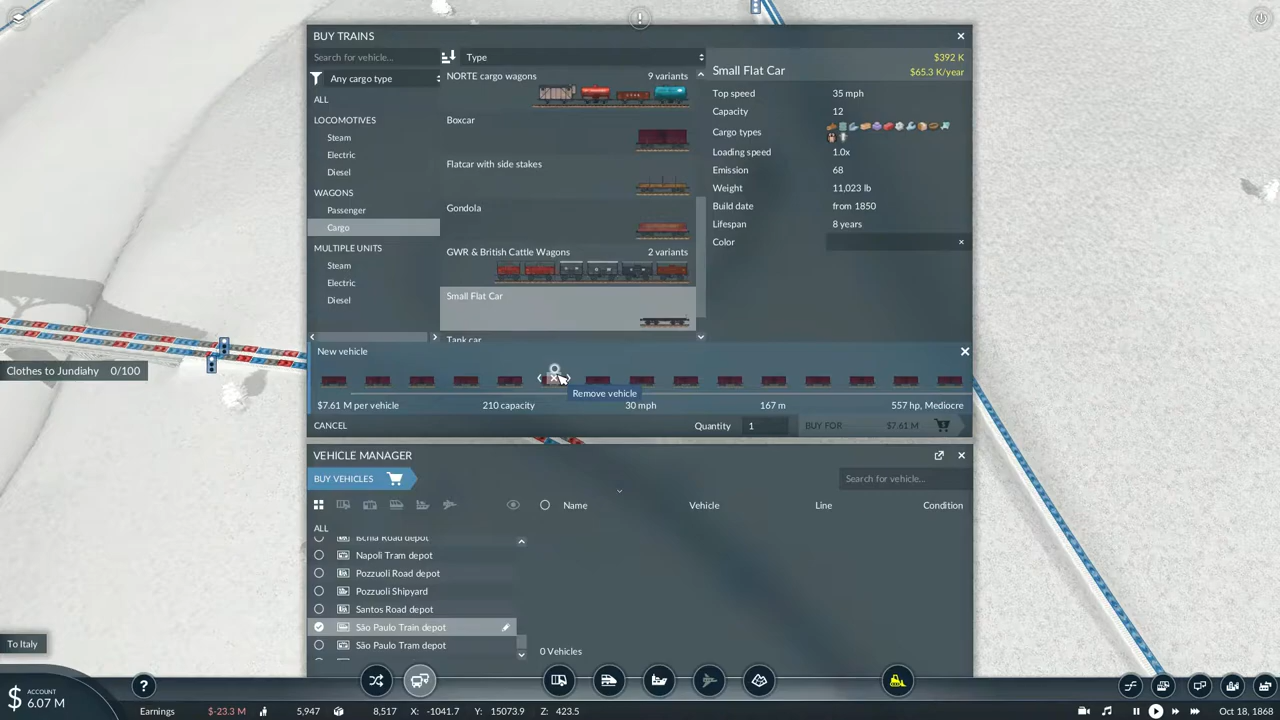 BUY TRAINS
Search for vehicle...
Type
Any cargo type
ALL
LOCOMOTIVES
Steam
Electric
Diesel
WAGONS
Passenger
Cargo
MULTIPLE UNITS
Steam
Electric
Diesel
NORTE cargo wagons 9 variants
Boxcar
Flatcar with side stakes
Gondola
GWR & British Cattle Wagons 2 variants
Small Flat Car
Tank car
$392 K
Small Flat Car
$65.3 K/year
Top speed 35 mph
Capacity 12
Cargo types
Loading speed 1.0x
Emission 68
Weight 11,023 lb
Build date from 1850
Lifespan 8 years
Color
New vehicle
Remove vehicle
$7.61 M per vehicle 210 capacity 30 mph 167 m 557 hp, Mediocre
CANCEL Quantity 1 BUY FOR $7.61 M
Clothes to Jundiahy 0/100
VEHICLE MANAGER
BUY VEHICLES
Search for vehicle...
Name Vehicle Line Condition
ALL
Ischia Road depot
Napoli Tram depot
Pozzuoli Road depot
Pozzuoli Shipyard
Santos Road depot
São Paulo Train depot
São Paulo Tram depot
0 Vehicles
To Italy
$ ACCOUNT
6.07 M
?
Earnings $-23.3 M 5,947 8,517 X: -1041.7 Y: 15073.9 Z: 423.5 Oct 18, 1868